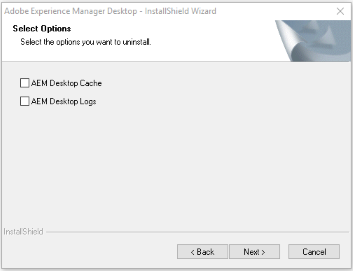 Adobe Experience Manager Desktop - InstallShield Wizard
Select Options
Select the options you want to uninstall.
AEM Desktop Cache
AEM Desktop Logs
InstallShield
< Back
Next >
Cancel